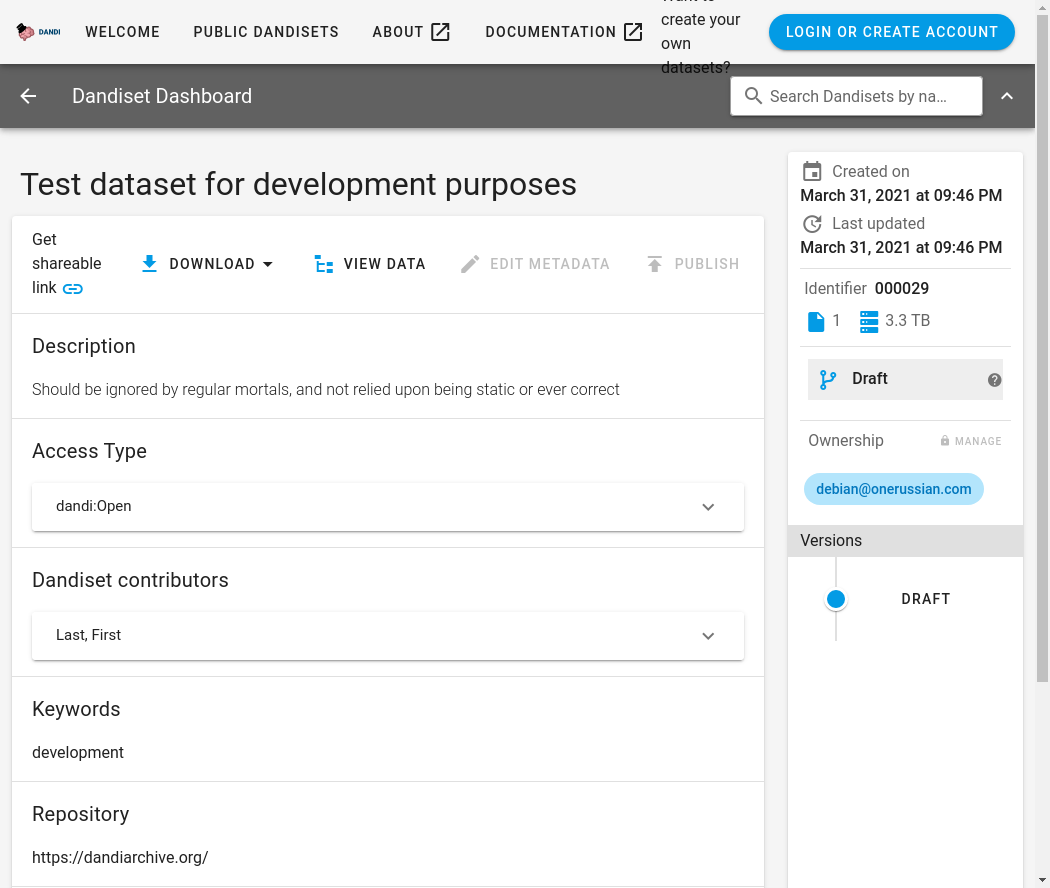 DANDI
WELCOME
PUBLIC DANDISETS
ABOUT
DOCUMENTATION
create your
own
datasets?
LOGIN OR CREATE ACCOUNT
Dandiset Dashboard
Search Dandisets by na...
Test dataset for development purposes
Get
shareable
link
DOWNLOAD
VIEW DATA
EDIT METADATA
PUBLISH
Description
Should be ignored by regular mortals, and not relied upon being static or ever correct
Access Type
dandi:Open
Dandiset contributors
Last, First
Keywords
development
Repository
https://dandiarchive.org/
Created on
March 31, 2021 at 09:46 PM
Last updated
March 31, 2021 at 09:46 PM
Identifier 000029
1 3.3 TB
Draft
Ownership
MANAGE
debian@onerussian.com
Versions
DRAFT